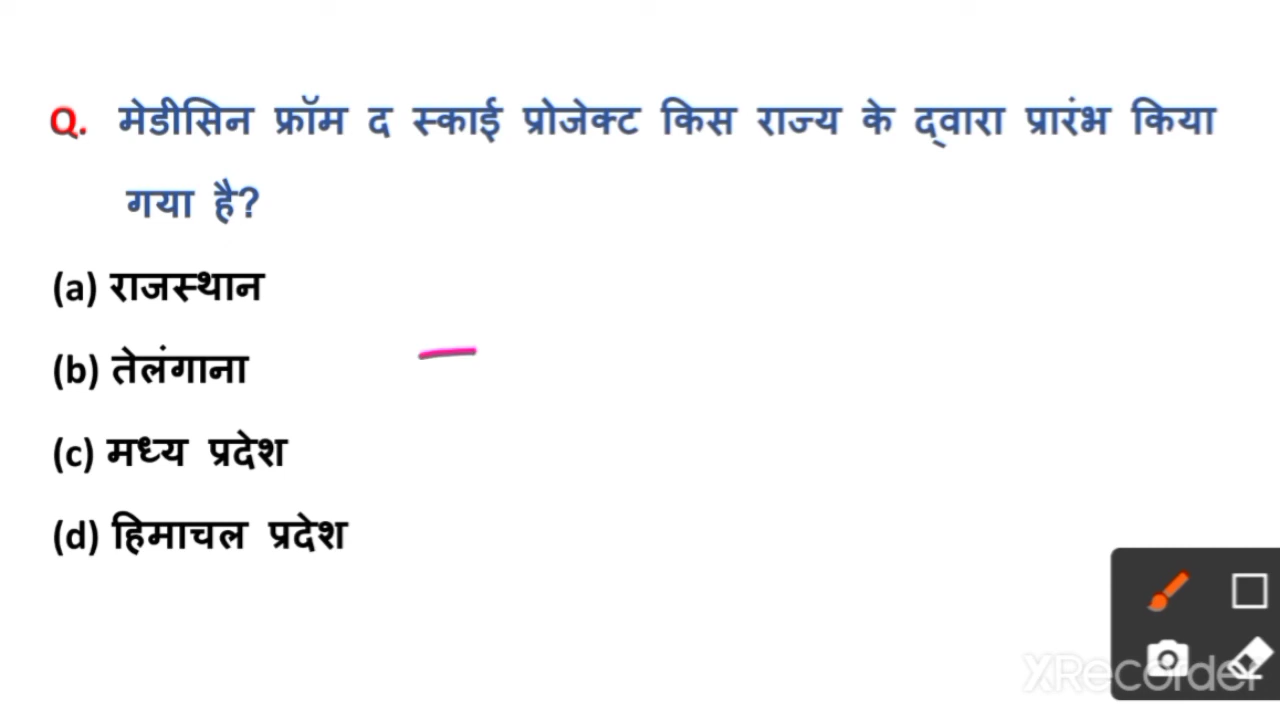 Q. मेडीसिन फ्रॉम द स्काई प्रोजेक्ट किस राज्य के द्‌वारा प्रारंभ किया
गया है?
(a) राजस्थान
(b) तेलंगाना
(c) मध्य प्रदेश
(d) हिमाचल प्रदेश
XRecorder